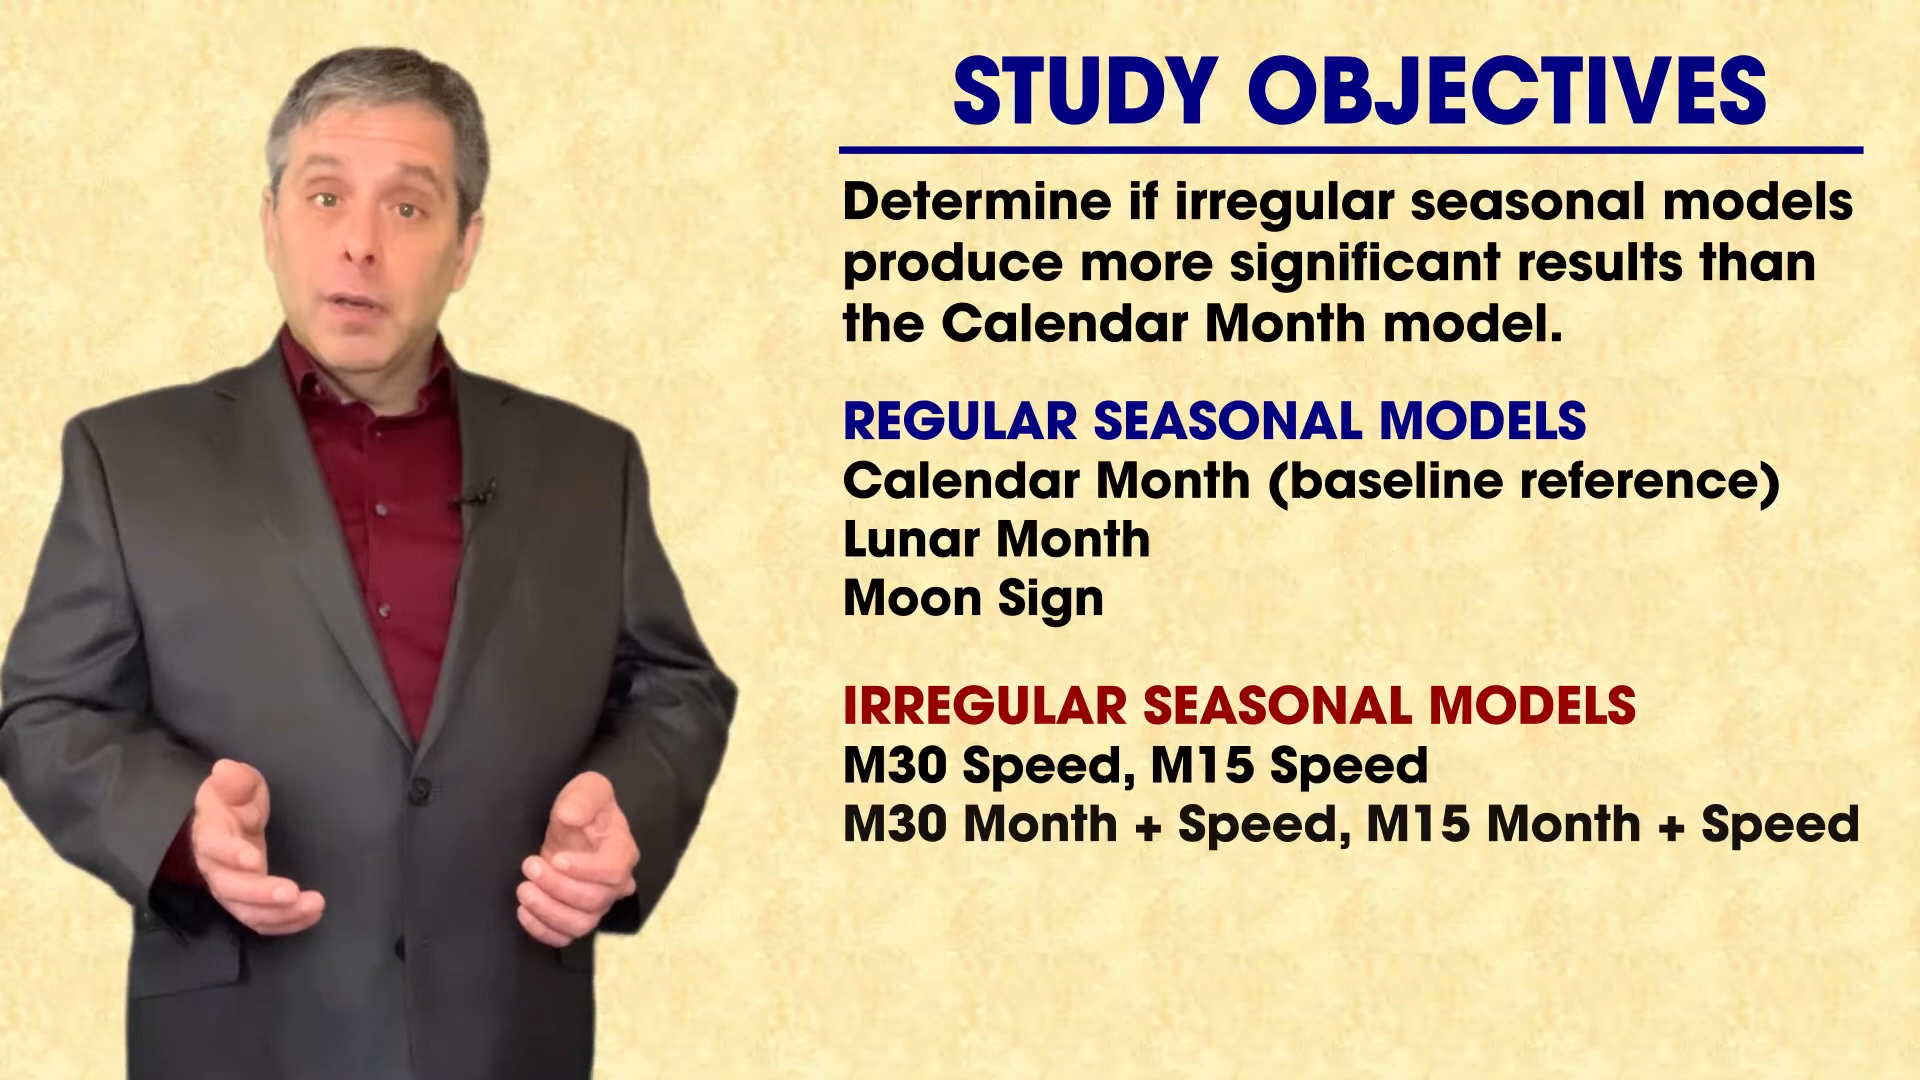 STUDY OBJECTIVES
Determine if irregular seasonal models
produce more significant results than
the Calendar Month model.
REGULAR SEASONAL MODELS
Calendar Month (baseline reference)
Lunar Month
Moon Sign
IRREGULAR SEASONAL MODELS
M30 Speed, M15 Speed
M30 Month + Speed, M15 Month + Speed